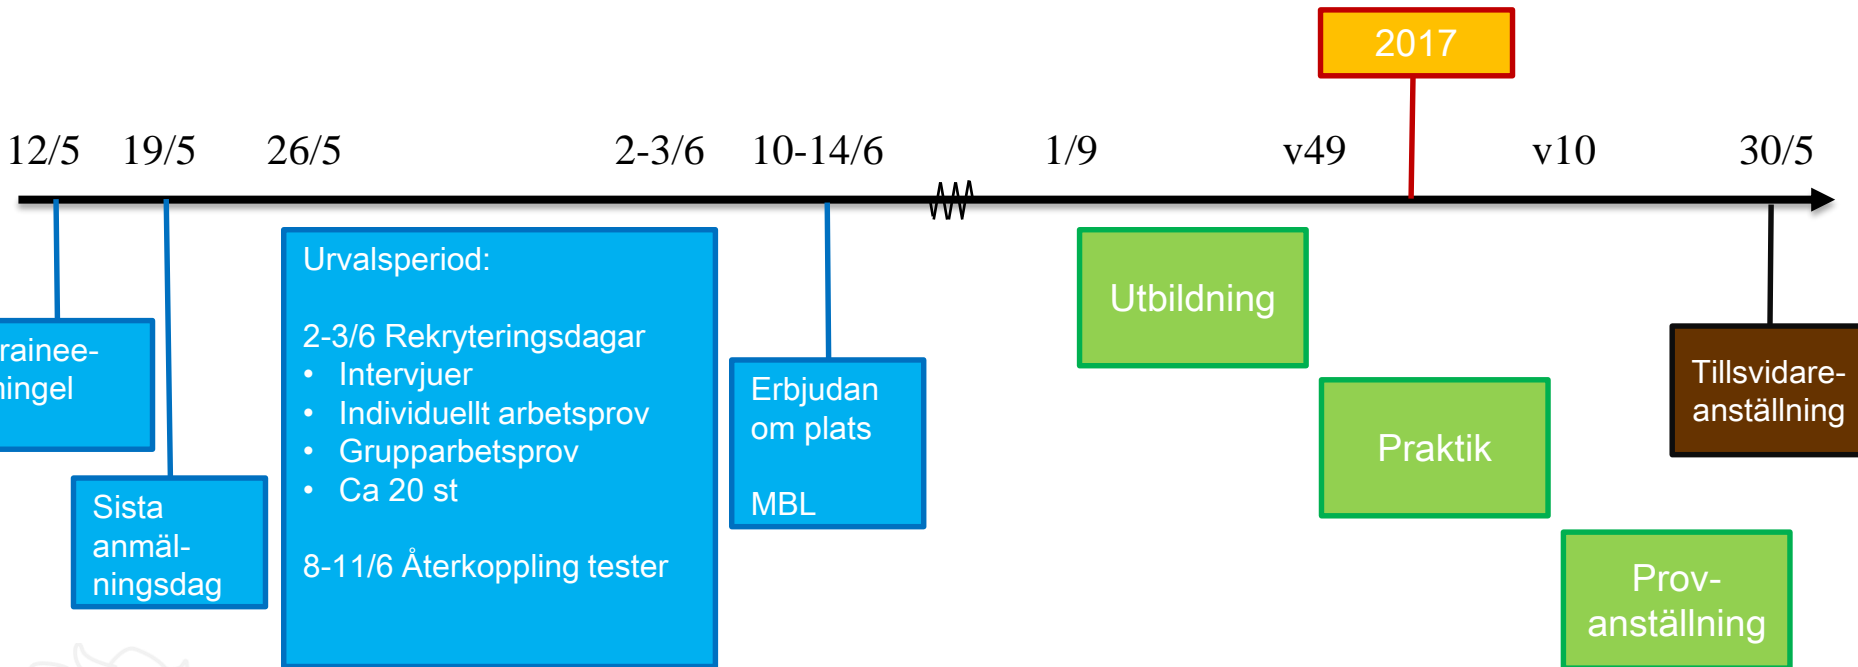 2017
12/5 19/5 26/5 2-3/6 10-14/6 1/9 v49 v10 30/5
rainee-
ingel
Sista
anmäl-
ningsdag
Urvalsperiod:
2-3/6 Rekryteringsdagar
• Intervjuer
• Individuellt arbetsprov
• Grupparbetsprov
• Ca 20 st
8-11/6 Återkoppling tester
Erbjudan
om plats
MBL
Utbildning
Praktik
Prov-
anställning
Tillsvidare-
anställning